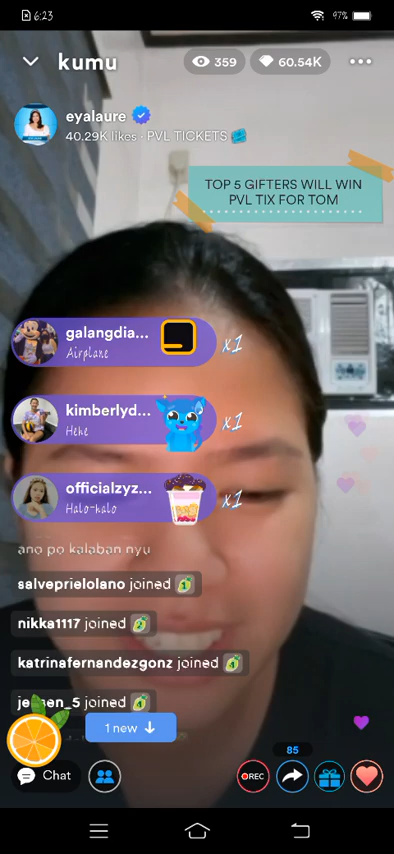 6:23
97%
kumu
359
60.54K
eyalaure
40.29K likes · PVL TICKETS
TOP 5 GIFTERS WILL WIN
PVL TIX FOR TOM
galangdia...
Airplane
x1
kimberlyd...
Hehe
x1
officialzyz...
Halo-halo
x1
ano po kalaban nyu
salveprielolano joined
nikka1117 joined
katrinafernandezgonz joined
joined
1 new
85
Chat
REC